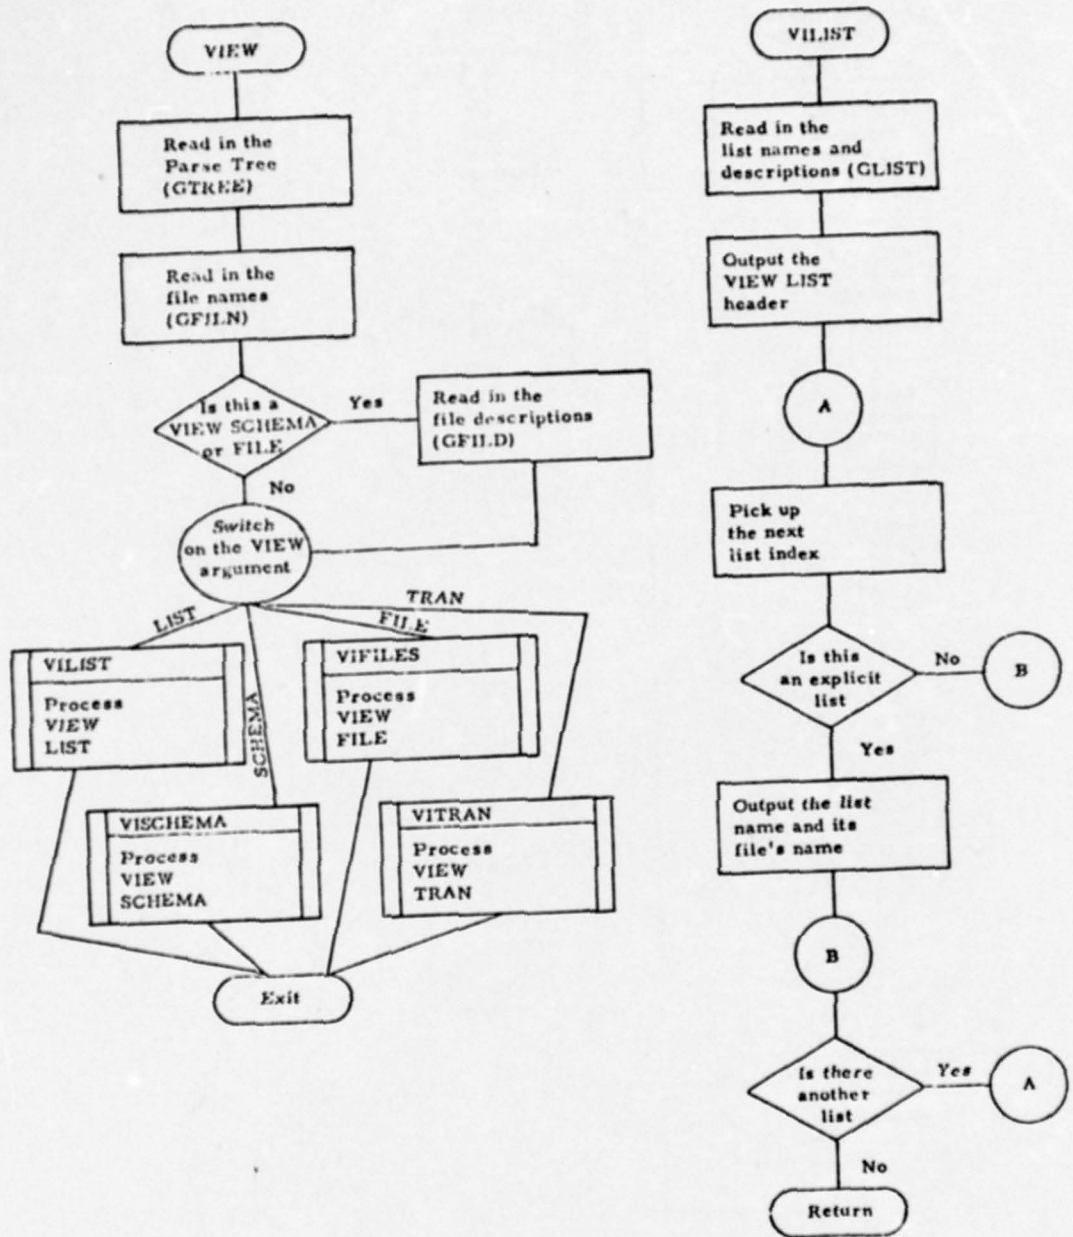 VIEW
Read in the
Parse Tree
(GTREE)
Read in the
file names
(GFILN)
Is this a
VIEW SCHEMA
or FILE
Yes
Read in the
file descriptions
(GFILD)
No
Switch
on the VIEW
argument
LIST
SCHEMA
FILE
TRAN
VILIST
Process
VIEW
LIST
VIFILES
Process
VIEW
FILE
VISCHEMA
Process
VIEW
SCHEMA
VITRAN
Process
VIEW
TRAN
Exit
VILIST
Read in the
list names and
descriptions (GLIST)
Output the
VIEW LIST
header
A
Pick up
the next
list index
Is this
an explicit
list
No
B
Yes
Output the list
name and its
file's name
B
Is there
another
list
Yes
A
No
Return